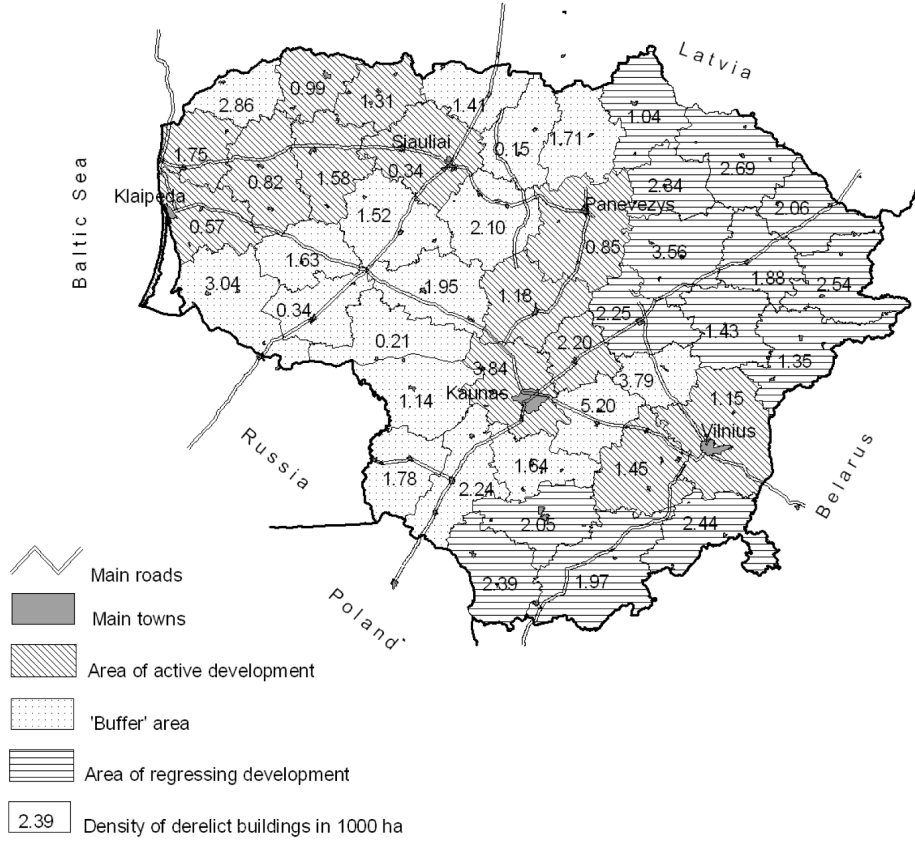 Latvia
0.99
1.31
1.41
2.86
1.04
Siauliai
0.15
1.71
1.75
0.82
1.58
0.34
2.84
2.69
Klaipeda
Baltic Sea
0.57
1.52
2.10
Panevezys
0.85
2.06
3.56
1.63
1.95
1.88
2.54
3.04
1.18
0.34
2.25
1.43
0.21
2.20
1.35
3.84
3.79
Kaunas
1.14
5.20
1.15
Vilnius
Russia
Belarus
1.78
2.24
1.64
1.45
2.05
2.44
2.39
1.97
Poland
Main roads
Main towns
Area of active development
'Buffer' area
Area of regressing development
2.39 Density of derelict buildings in 1000 ha